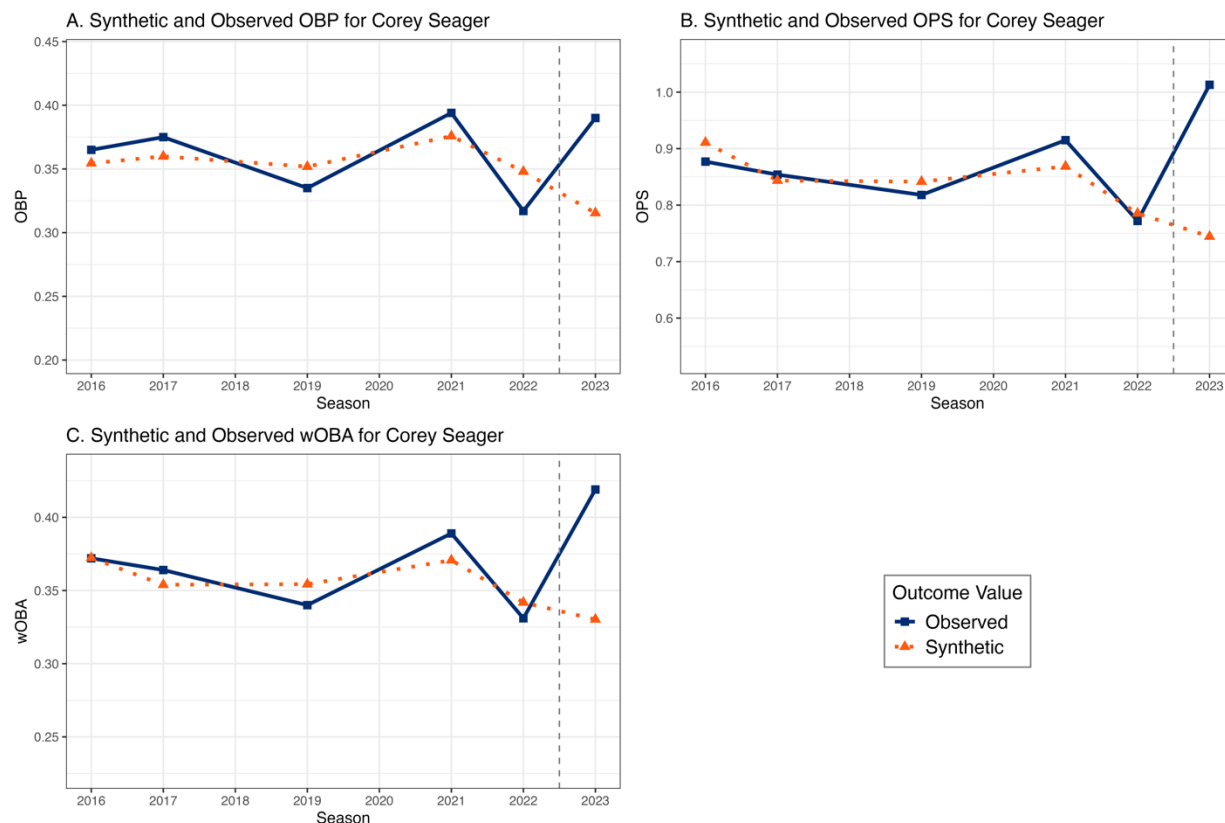 A. Synthetic and Observed OBP for Corey Seager
0.45
0.40
0.35
0.30
0.25
0.20
OBP
2016 2017 2018 2019 2020 2021 2022 2023
Season
B. Synthetic and Observed OPS for Corey Seager
1.0
0.9
0.8
0.7
0.6
OPS
2016 2017 2018 2019 2020 2021 2022 2023
Season
C. Synthetic and Observed wOBA for Corey Seager
0.40
0.35
0.30
0.25
wOBA
2016 2017 2018 2019 2020 2021 2022 2023
Season
Outcome Value
Observed
Synthetic